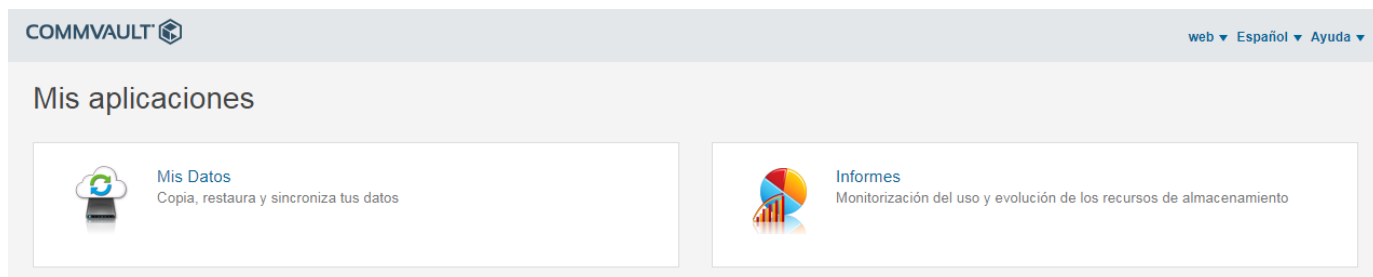 COMMVAULT
web Español Ayuda
Mis aplicaciones
Mis Datos
Copia, restaura y sincroniza tus datos
Informes
Monitorización del uso y evolución de los recursos de almacenamiento